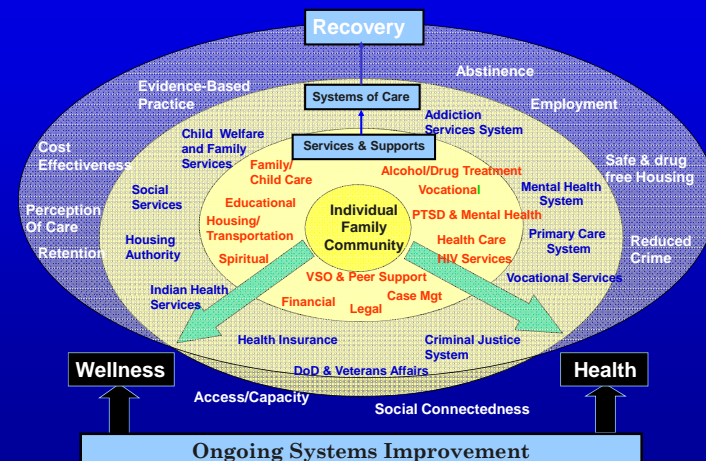 Recovery
Abstinence
Evidence-Based
Practice
Employment
Systems of Care
Addiction
Services System
Child Welfare
and Family
Services
Services & Supports
Cost
Effectiveness
Safe & drug
free Housing
Family/
Child Care
Alcohol/Drug Treatment
Social
Services
Educational
Vocational
Mental Health
System
Perception
Of Care
Individual
Family
Community
PTSD & Mental Health
Housing/
Transportation
Primary Care
System
Housing
Authority
Health Care
Reduced
Crime
Retention
Spiritual
HIV Services
VSO & Peer Support
Vocational Services
Indian Health
Services
Financial
Case Mgt
Legal
Health Insurance
Criminal Justice
System
Wellness
DoD & Veterans Affairs
Health
Access/Capacity
Social Connectedness
Ongoing Systems Improvement